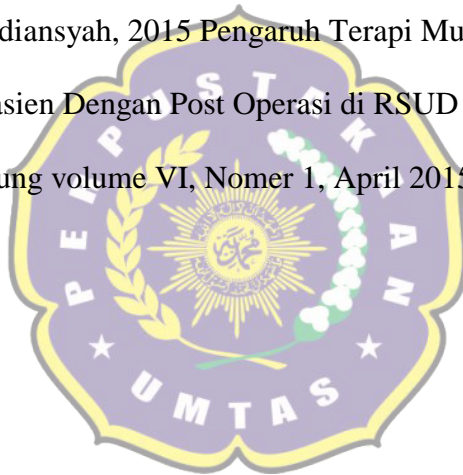 diansyah, 2015 Pengaruh Terapi Mu
asien Dengan Post Operasi di RSUD
ung volume VI, Nomer 1, April 2015
PERPUSTAKAAN
UMTAS